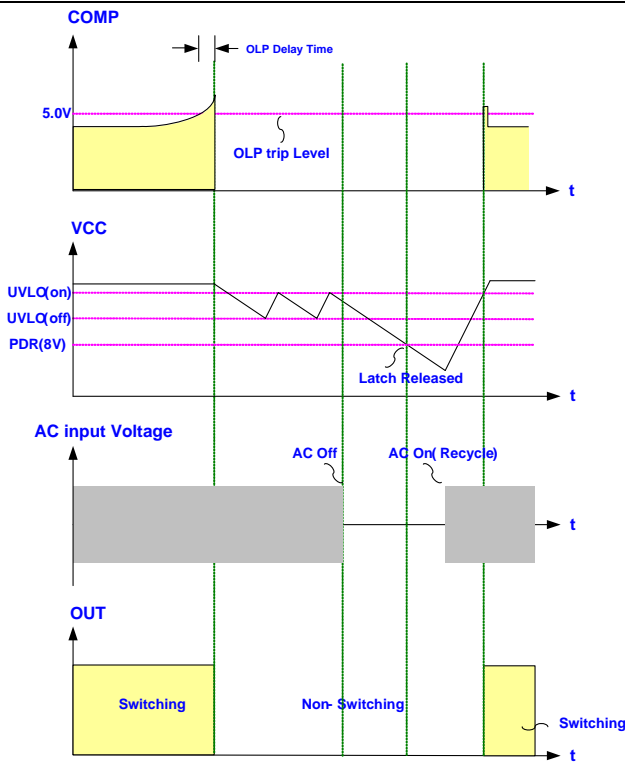 COMP
OLP Delay Time
5.0V
OLP trip Level
t
VCC
UVLO(on)
UVLO(off)
PDR(8V)
Latch Released
t
AC input Voltage
AC Off
AC On( Recycle)
t
OUT
Switching
Non- Switching
Switching
t